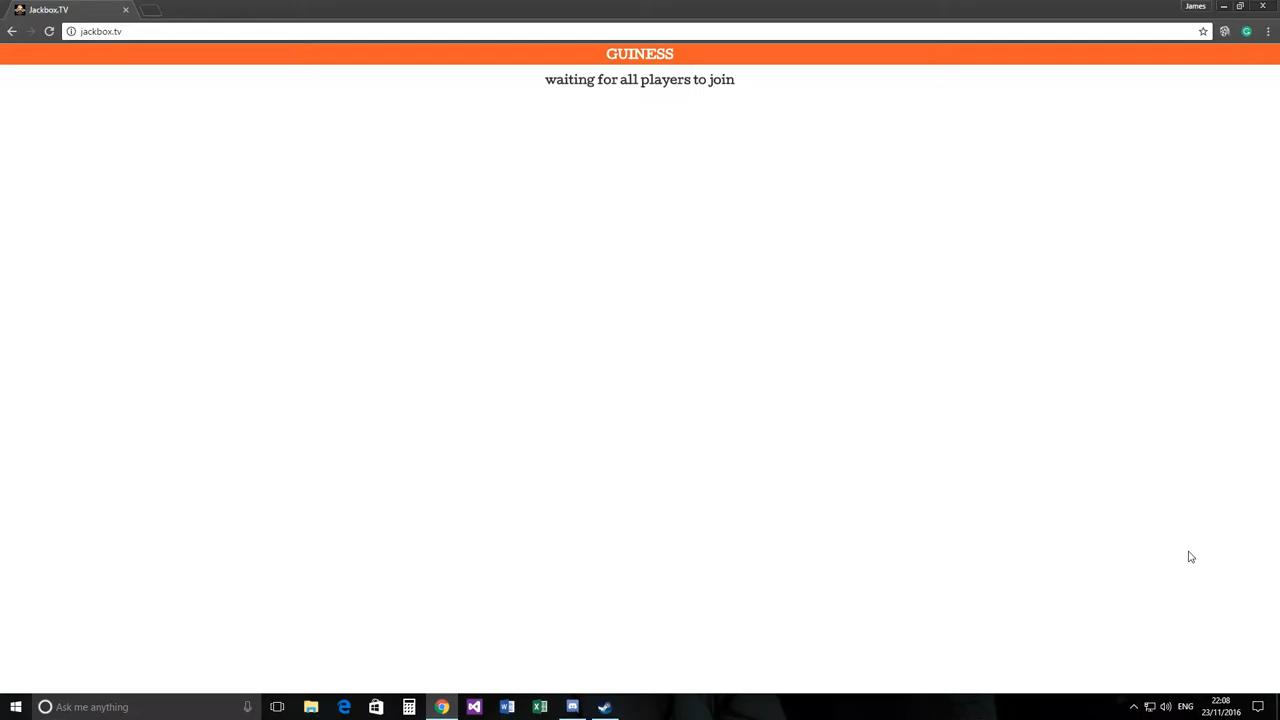 Jackbox.TV
James
jackbox.tv
GUINESS
waiting for all players to join
Ask me anything
ENG
22:08
23/11/2016